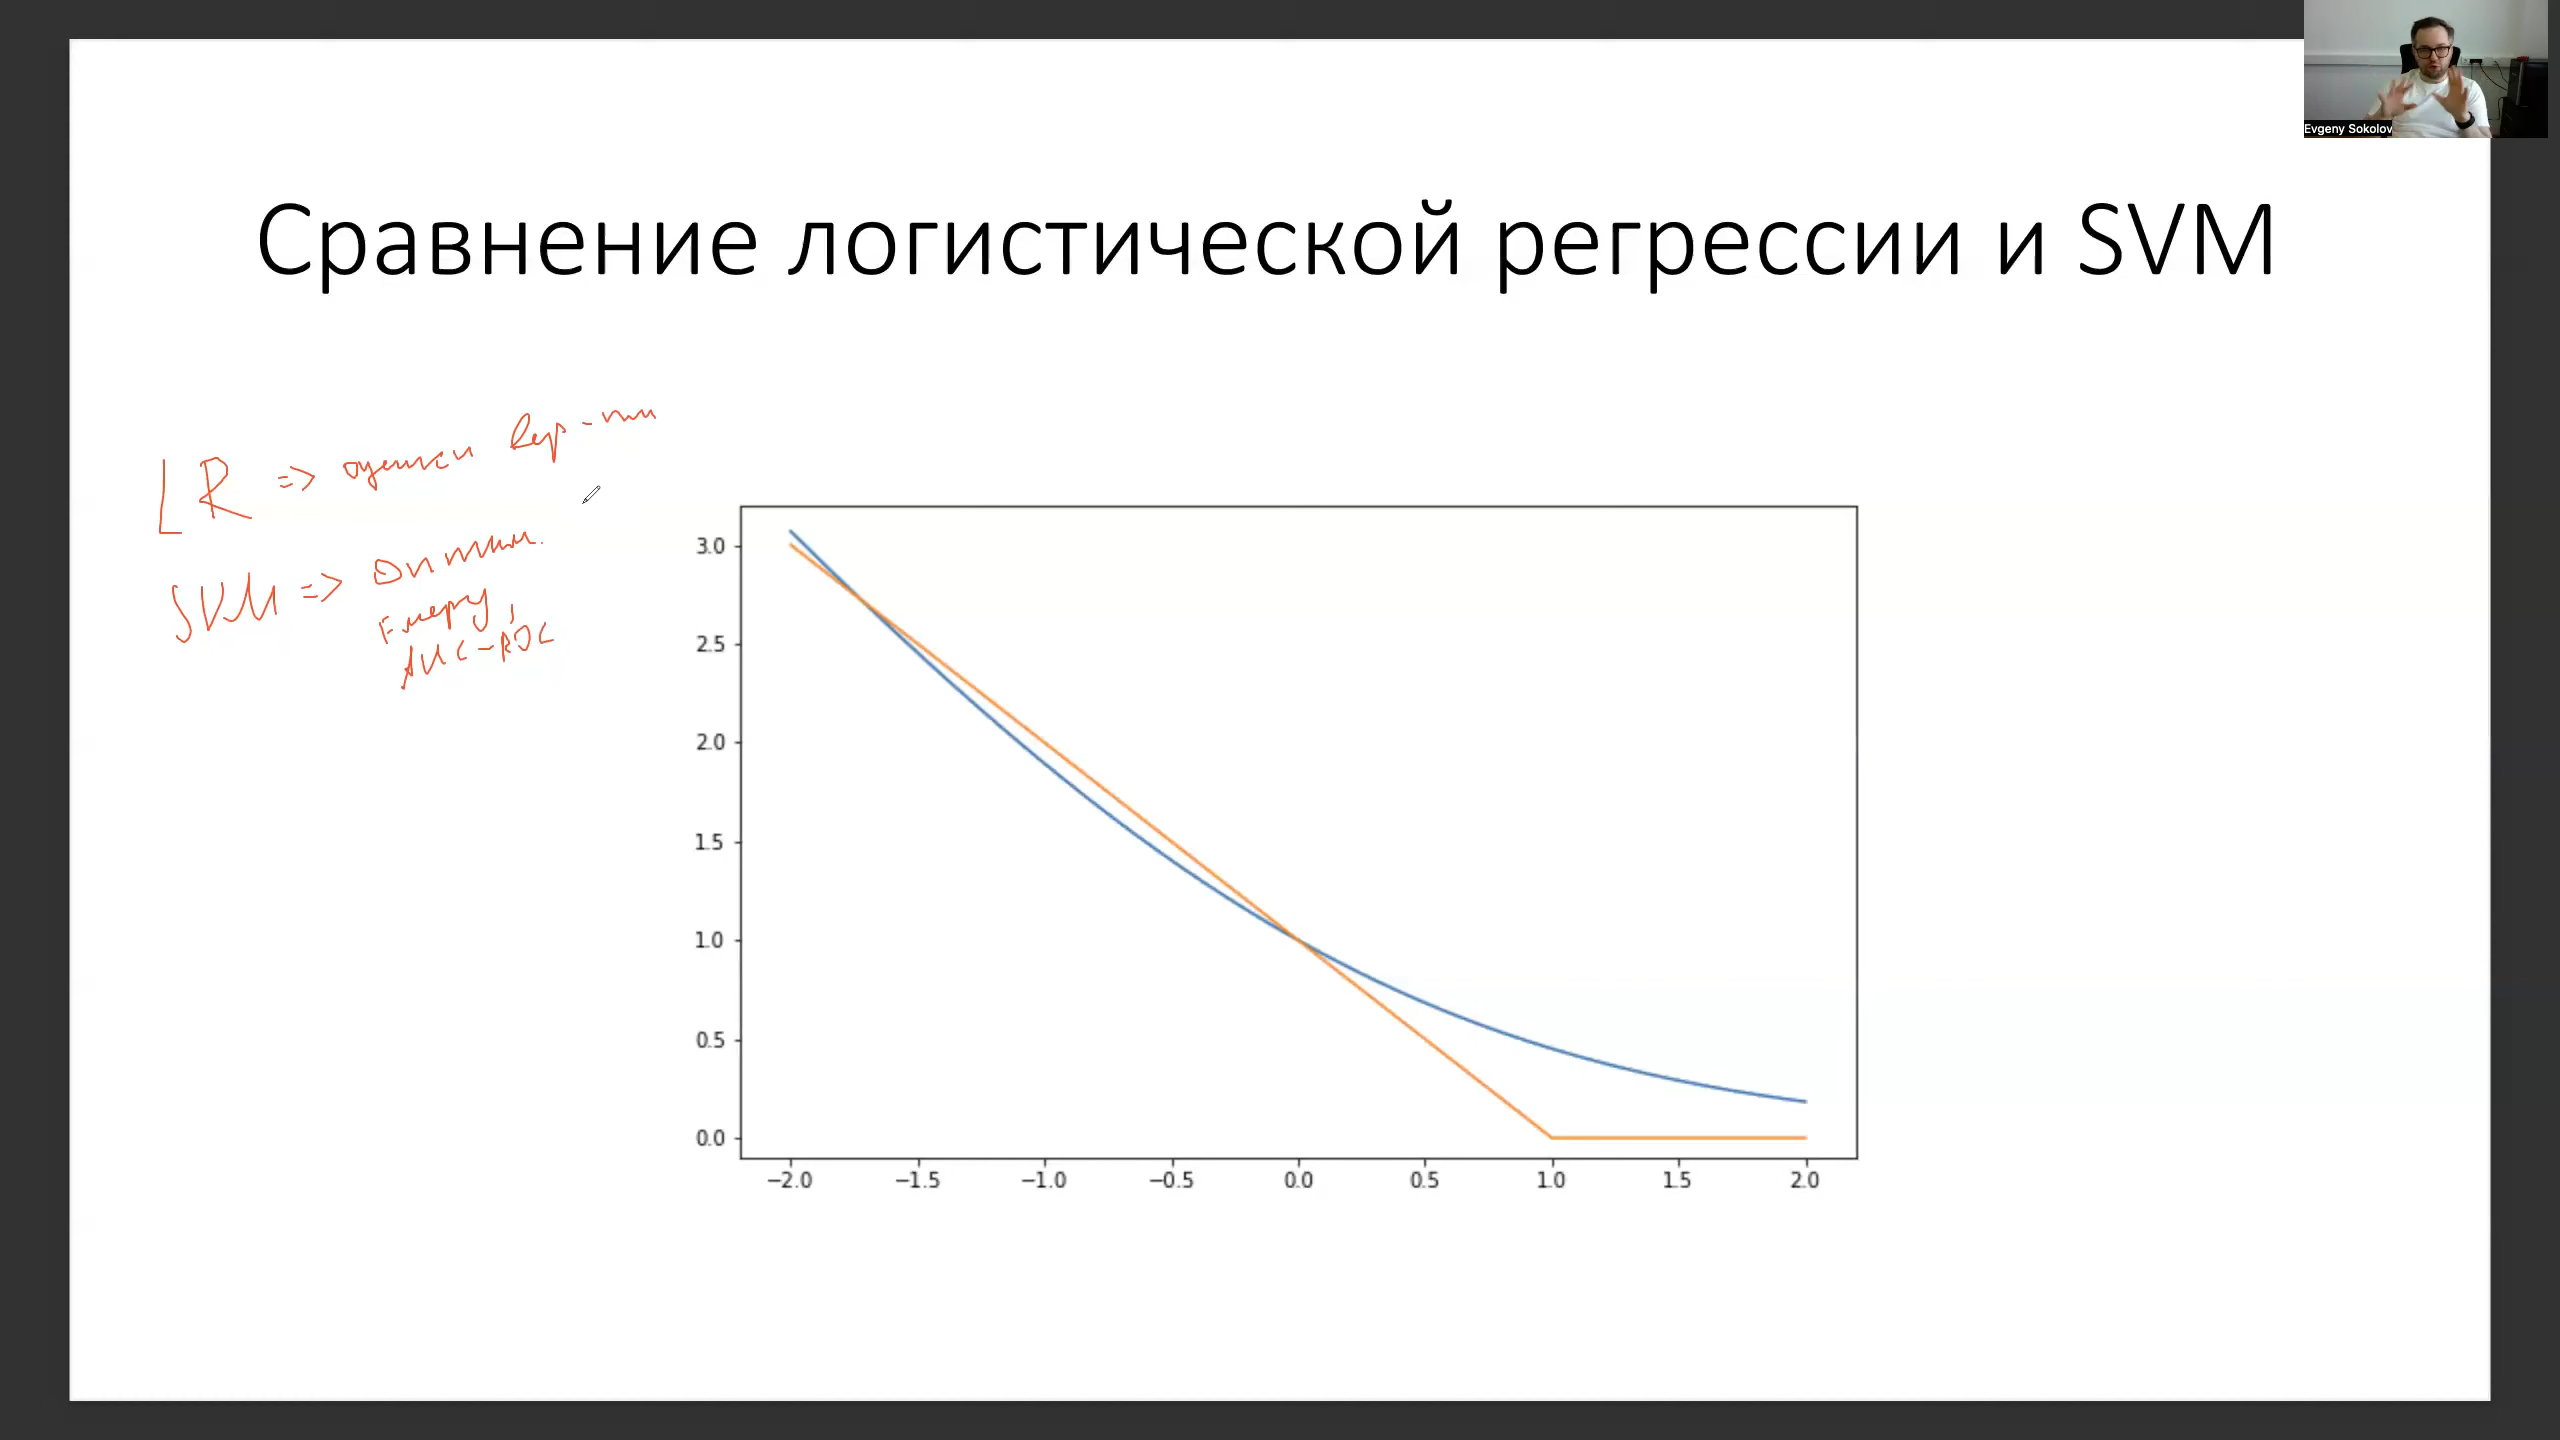 Evgeny Sokolov
Сравнение логистической регрессии и SVM
LR => оценки вер-ти
SVM => Оптим.
F-меру,
AUC-ROC
3.0
2.5
2.0
1.5
1.0
0.5
0.0
−2.0 −1.5 −1.0 −0.5 0.0 0.5 1.0 1.5 2.0